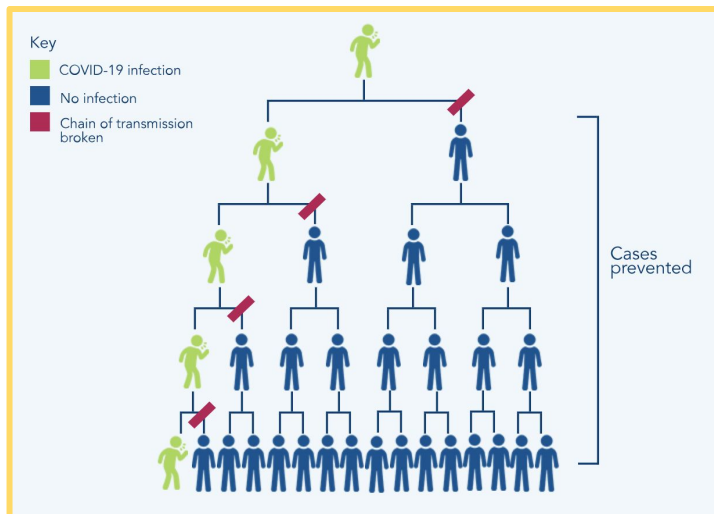 Key
COVID-19 infection
No infection
Chain of transmission
broken
Cases
prevented